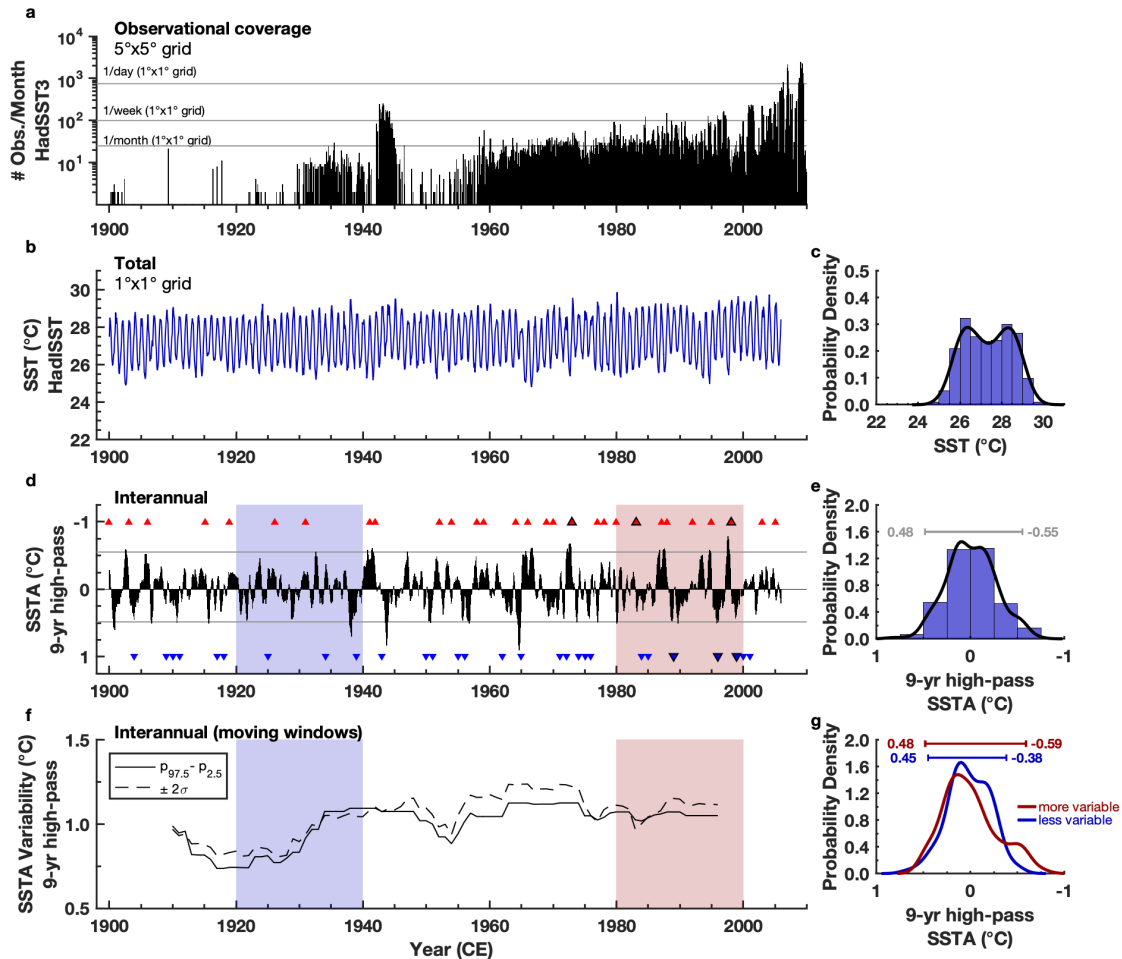 a
Observational coverage
5°x5° grid
# Obs./Month
HadSST3
10⁴
10³
10²
10¹
1/day (1°x1° grid)
1/week (1°x1° grid)
1/month (1°x1° grid)
1900 1920 1940 1960 1980 2000
b
Total
1°x1° grid
SST (°C)
HadISST
30
28
26
24
22
1900 1920 1940 1960 1980 2000
c
Probability Density
0.5
0.4
0.3
0.2
0.1
0.0
22 24 26 28 30
SST (°C)
d
Interannual
SSTA (°C)
9-yr high-pass
-1
0
1
1900 1920 1940 1960 1980 2000
e
Probability Density
2.0
1.6
1.2
0.8
0.4
0.0
0.48 -0.55
1 0 -1
9-yr high-pass
SSTA (°C)
f
Interannual (moving windows)
SSTA Variability (°C)
9-yr high-pass
1.5
1.0
0.5
p97.5- p2.5
± 2σ
1900 1920 1940 1960 1980 2000
Year (CE)
g
Probability Density
2.0
1.6
1.2
0.8
0.4
0.0
0.48 -0.59
0.45 -0.38
more variable
less variable
1 0 -1
9-yr high-pass
SSTA (°C)